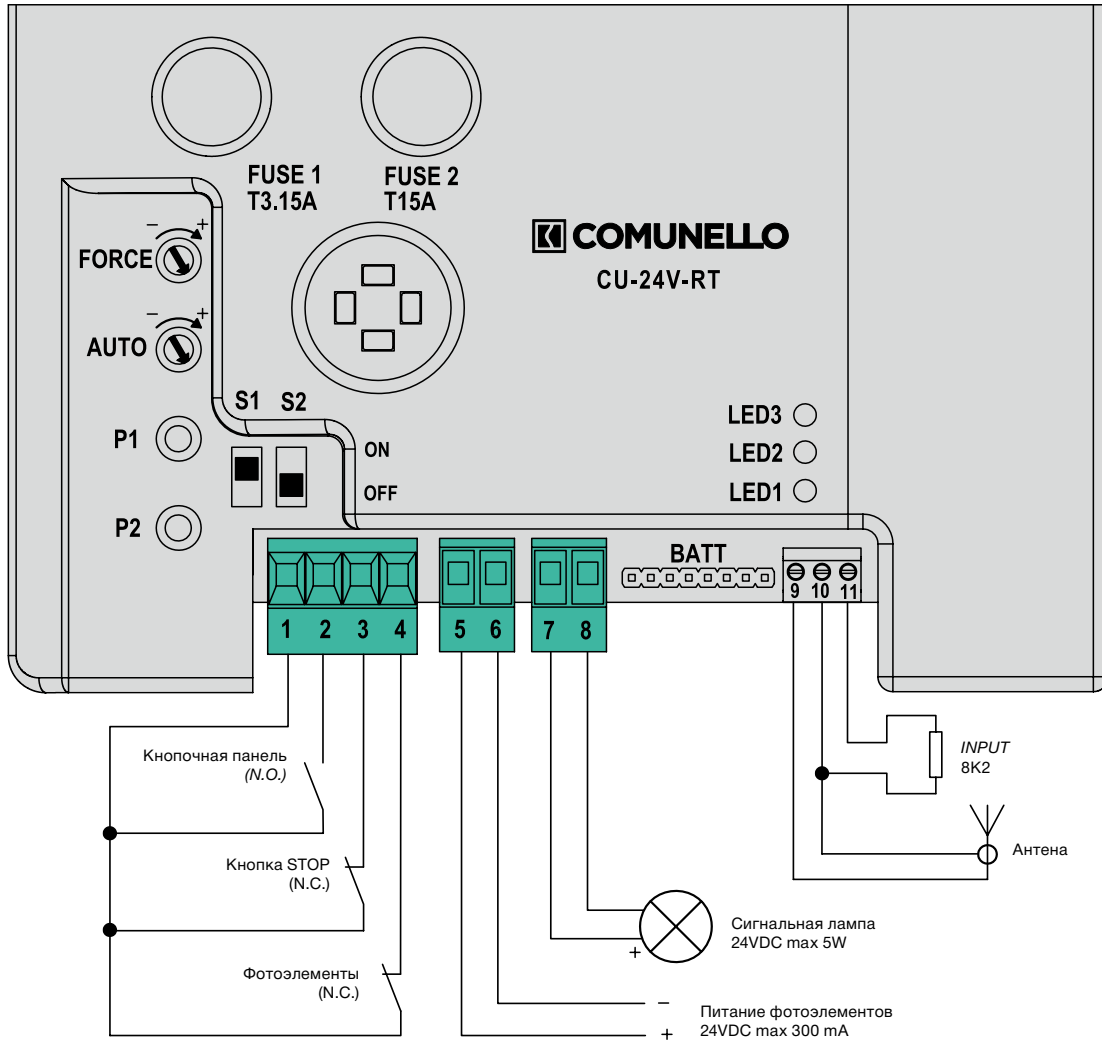 FUSE 1
T3.15A
FUSE 2
T15A
COMUNELLO
CU-24V-RT
− +
FORCE
− +
AUTO
S1 S2
P1
ON
OFF
P2
LED3
LED2
LED1
BATT
1 2 3 4
5 6
7 8
9 10 11
Кнопочная панель
(N.O.)
Кнопка STOP
(N.C.)
Фотоэлементы
(N.C.)
INPUT
8K2
Антена
Сигнальная лампа
24VDC max 5W
+
−
+
Питание фотоэлементов
24VDC max 300 mA